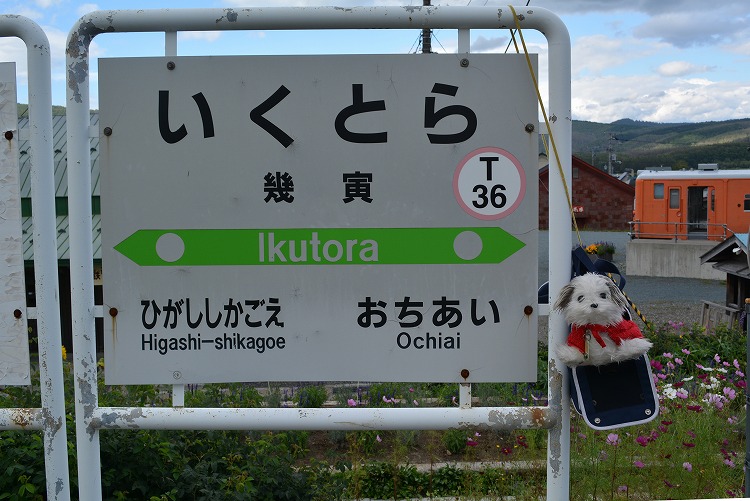 いくとら
幾寅
T
36
Ikutora
ひがししかごえ
Higashi-shikagoe
おちあい
Ochiai